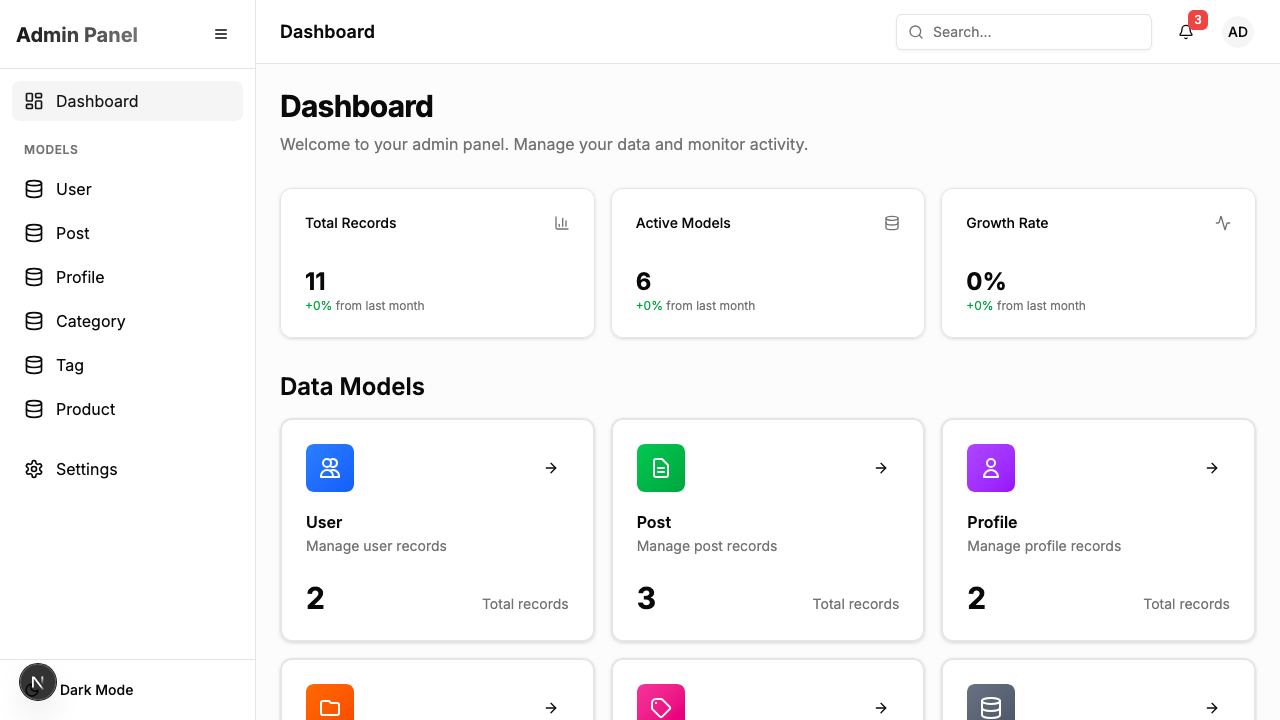 Admin Panel
Dashboard
Search...
3
AD
Dashboard
MODELS
User
Post
Profile
Category
Tag
Product
Settings
N
Dark Mode
Dashboard
Welcome to your admin panel. Manage your data and monitor activity.
Total Records
11
+0% from last month
Active Models
6
+0% from last month
Growth Rate
0%
+0% from last month
Data Models
User
Manage user records
2
Total records
Post
Manage post records
3
Total records
Profile
Manage profile records
2
Total records